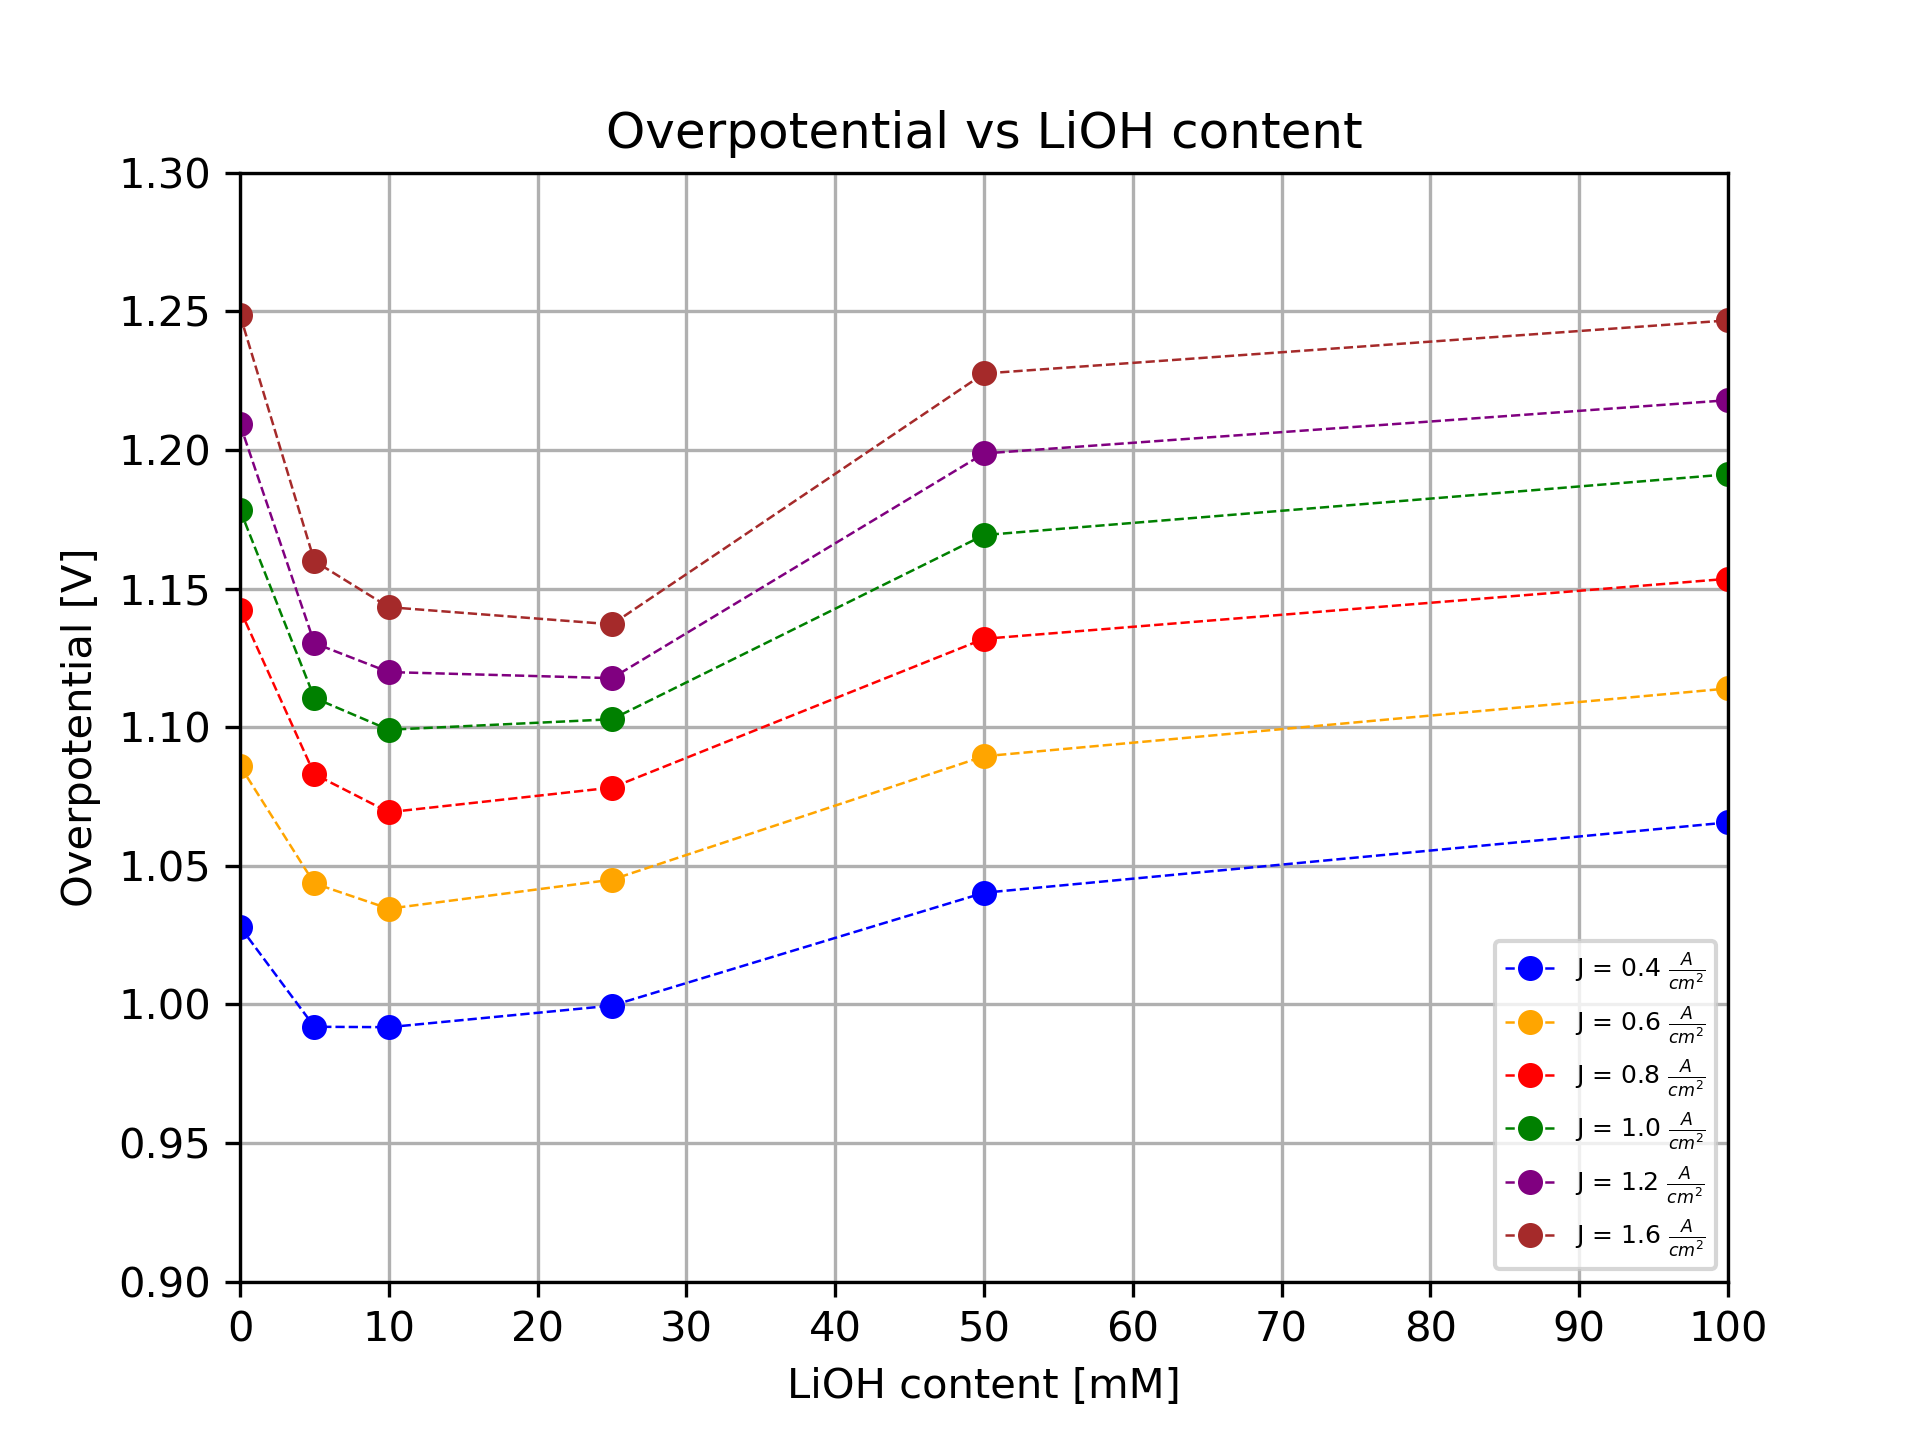 Overpotential vs LiOH content
1.30
1.25
1.20
1.15
1.10
1.05
1.00
0.95
0.90
Overpotential [V]
0 10 20 30 40 50 60 70 80 90 100
LiOH content [mM]
J = 0.4 A/cm²
J = 0.6 A/cm²
J = 0.8 A/cm²
J = 1.0 A/cm²
J = 1.2 A/cm²
J = 1.6 A/cm²